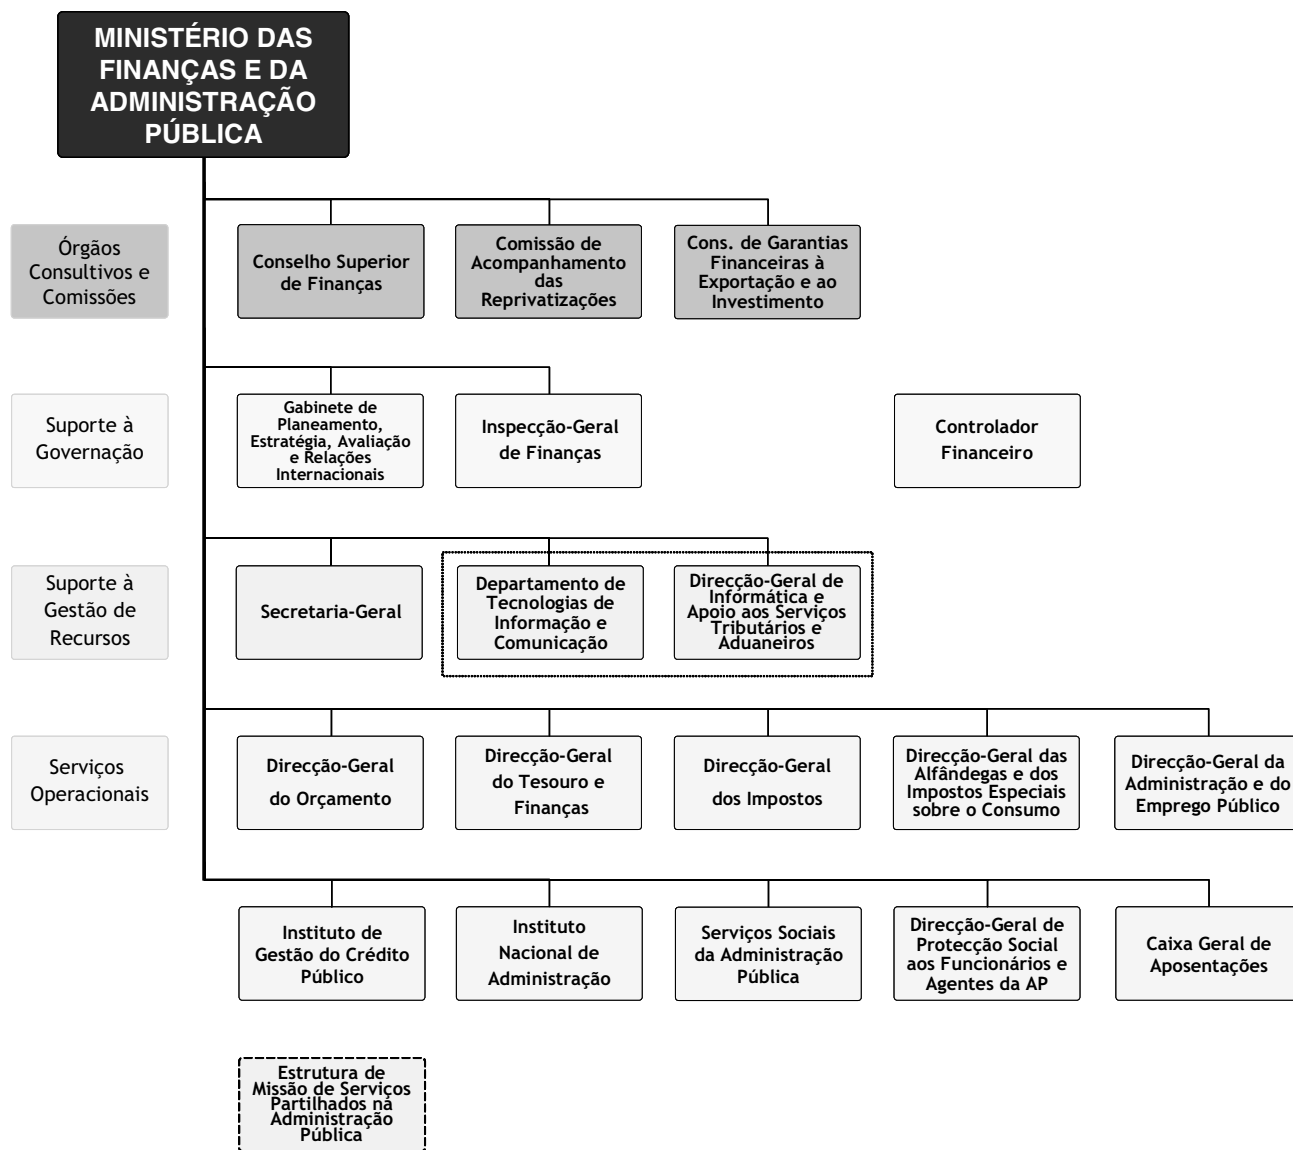 MINISTÉRIO DAS
FINANÇAS E DA
ADMINISTRAÇÃO
PÚBLICA
Órgãos
Consultivos e
Comissões
Conselho Superior
de Finanças
Comissão de
Acompanhamento
das
Reprivatizações
Cons. de Garantias
Financeiras à
Exportação e ao
Investimento
Suporte à
Governação
Gabinete de
Planeamento,
Estratégia, Avaliação
e Relações
Internacionais
Inspecção-Geral
de Finanças
Controlador
Financeiro
Suporte à
Gestão de
Recursos
Secretaria-Geral
Departamento de
Tecnologias de
Informação e
Comunicação
Direcção-Geral de
Informática e
Apoio aos Serviços
Tributários e
Aduaneiros
Serviços
Operacionais
Direcção-Geral
do Orçamento
Direcção-Geral
do Tesouro e
Finanças
Direcção-Geral
dos Impostos
Direcção-Geral das
Alfândegas e dos
Impostos Especiais
sobre o Consumo
Direcção-Geral da
Administração e do
Emprego Público
Instituto de
Gestão do Crédito
Público
Instituto
Nacional de
Administração
Serviços Sociais
da Administração
Pública
Direcção-Geral de
Protecção Social
aos Funcionários e
Agentes da AP
Caixa Geral de
Aposentações
Estrutura de
Missão de Serviços
Partilhados na
Administração
Pública